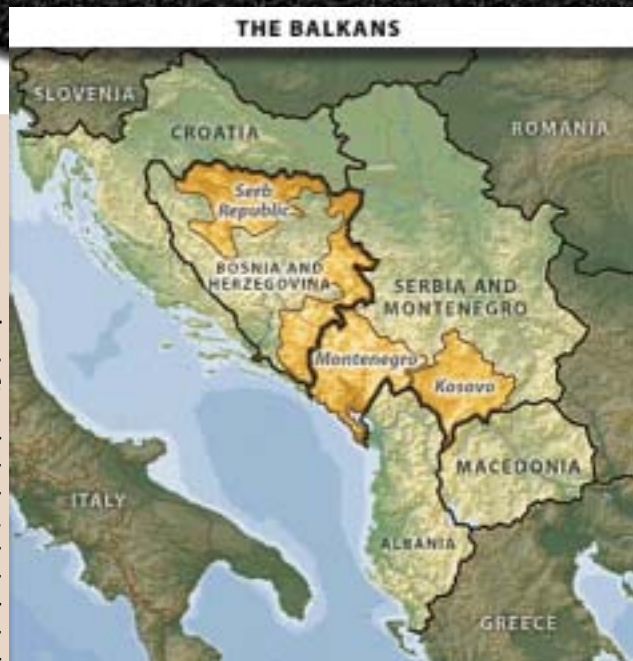 THE BALKANS
SLOVENIA
CROATIA
ROMANIA
Serb
Republic
BOSNIA AND
HERZEGOVINA
SERBIA AND
MONTENEGRO
Montenegro
Kosovo
MACEDONIA
ITALY
ALBANIA
GREECE